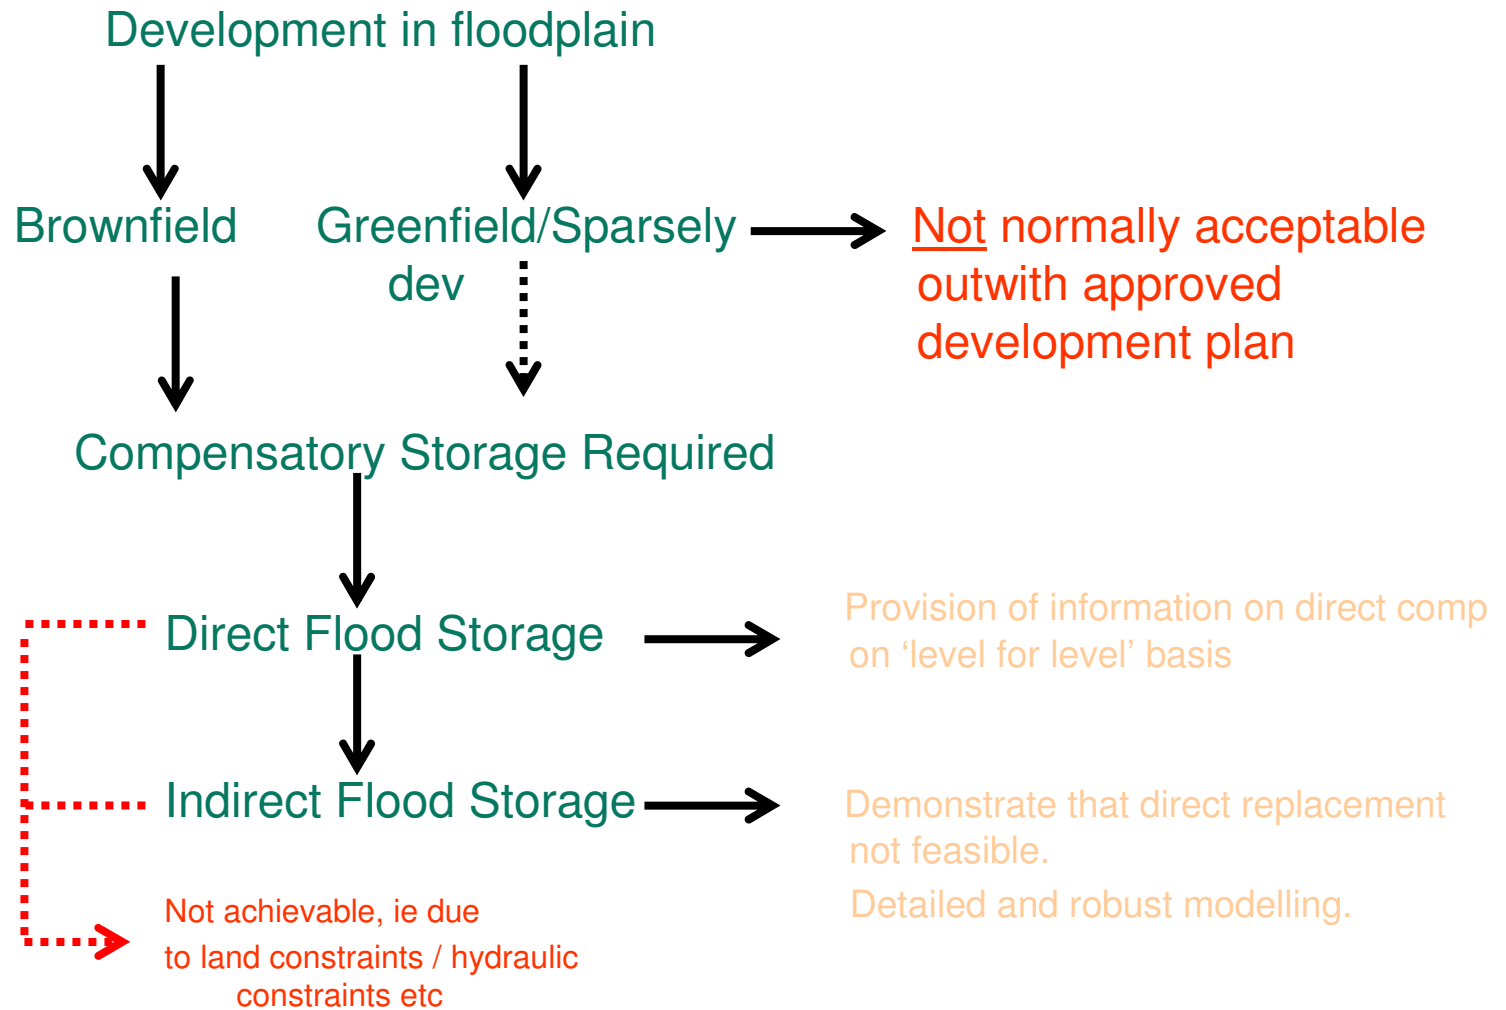 Development in floodplain
Brownfield
Greenfield/Sparsely
dev
Not normally acceptable
outwith approved
development plan
Compensatory Storage Required
Direct Flood Storage
Provision of information on direct comp
on ‘level for level’ basis
Indirect Flood Storage
Demonstrate that direct replacement
not feasible.
Detailed and robust modelling.
Not achievable, ie due
to land constraints / hydraulic
constraints etc